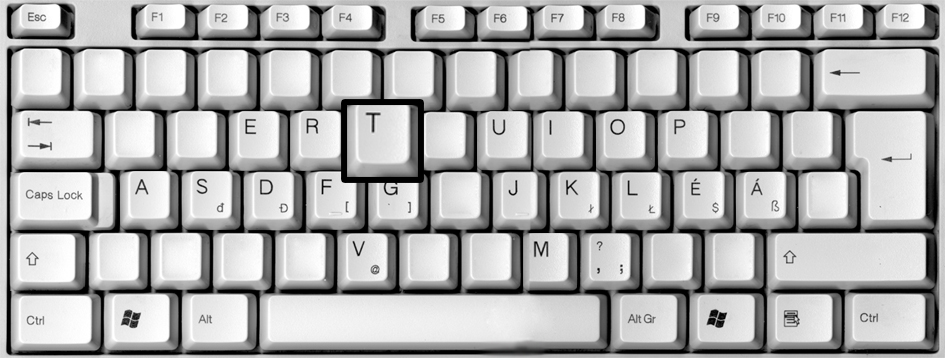 Esc F1 F2 F3 F4 F5 F6 F7 F8 F9 F10 F11 F12
E R T U I O P
Caps Lock A S đ D Đ F [ G ] J K ł L Ł É $ Á ß
V @ M ? , ;
Ctrl Alt Alt Gr Ctrl